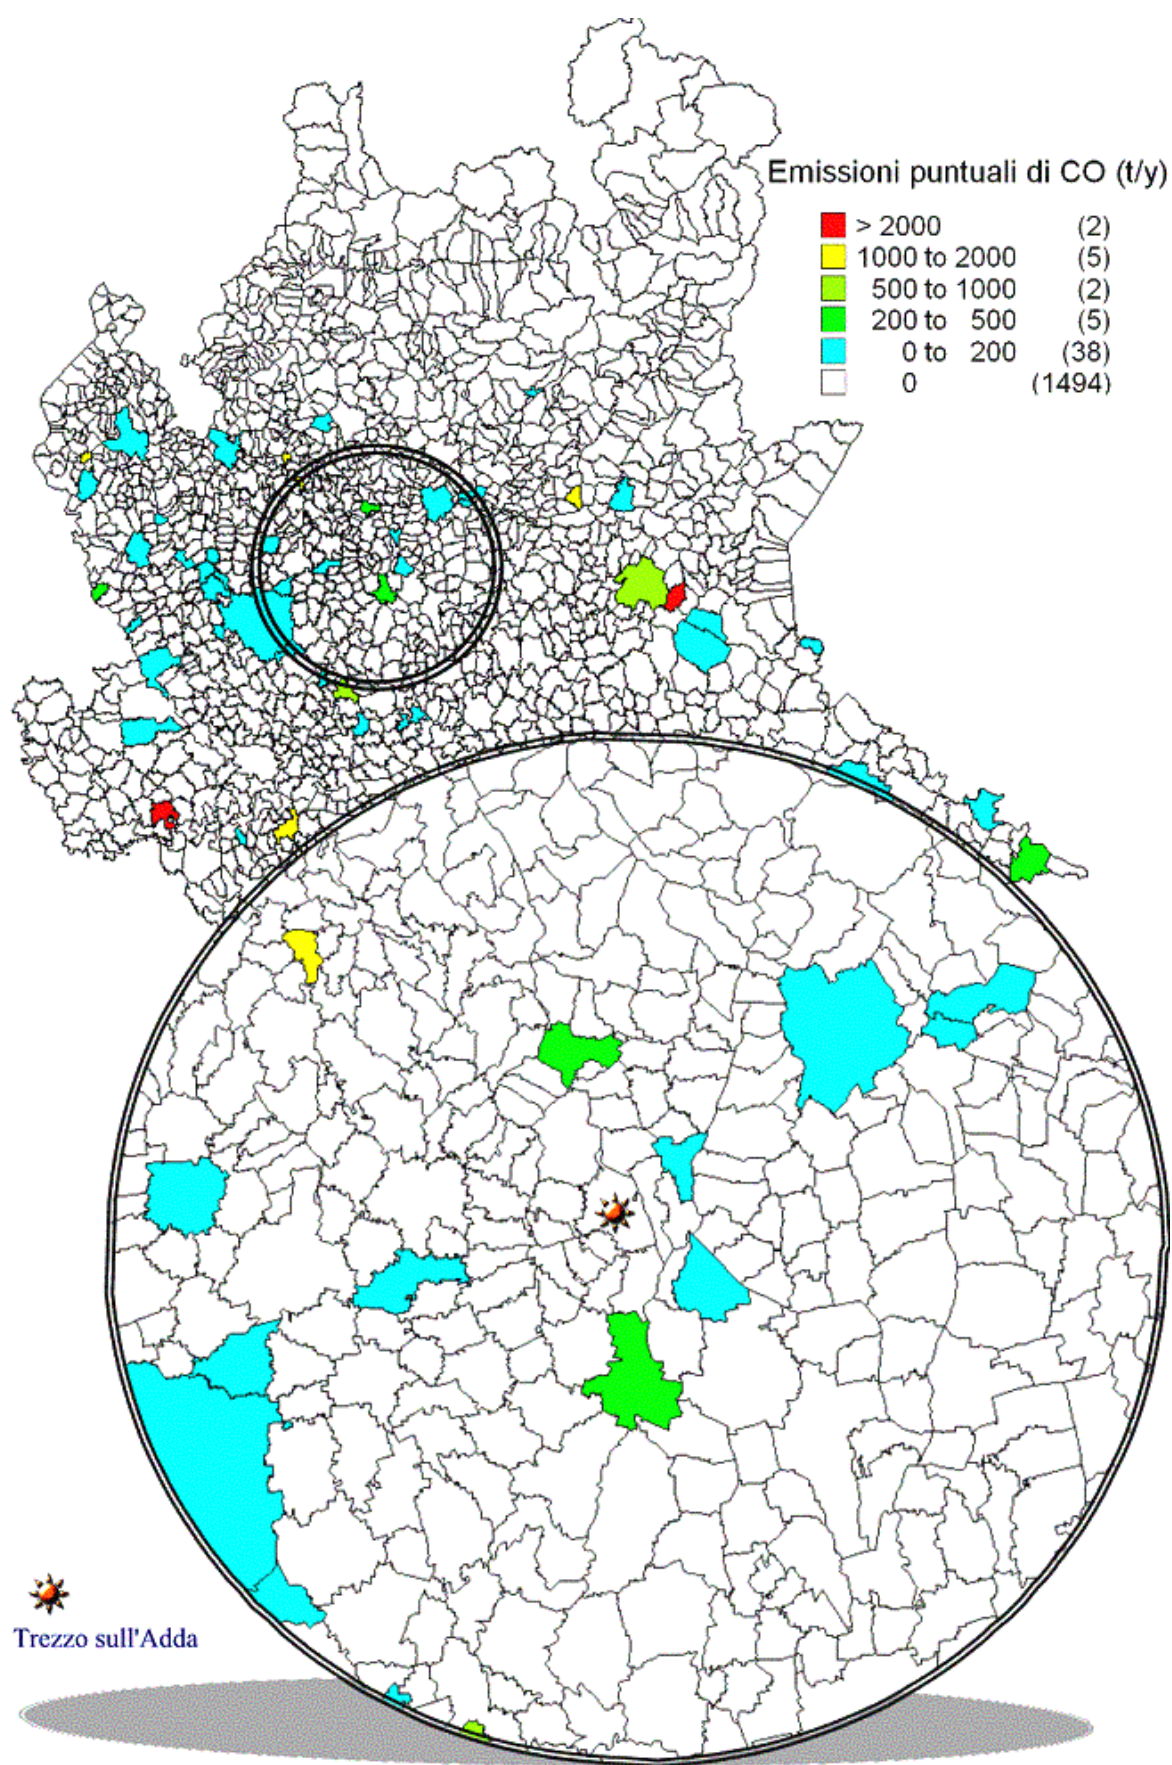 Emissioni puntuali di CO (t/y)
> 2000 (2)
1000 to 2000 (5)
500 to 1000 (2)
200 to 500 (5)
0 to 200 (38)
0 (1494)
Trezzo sull'Adda